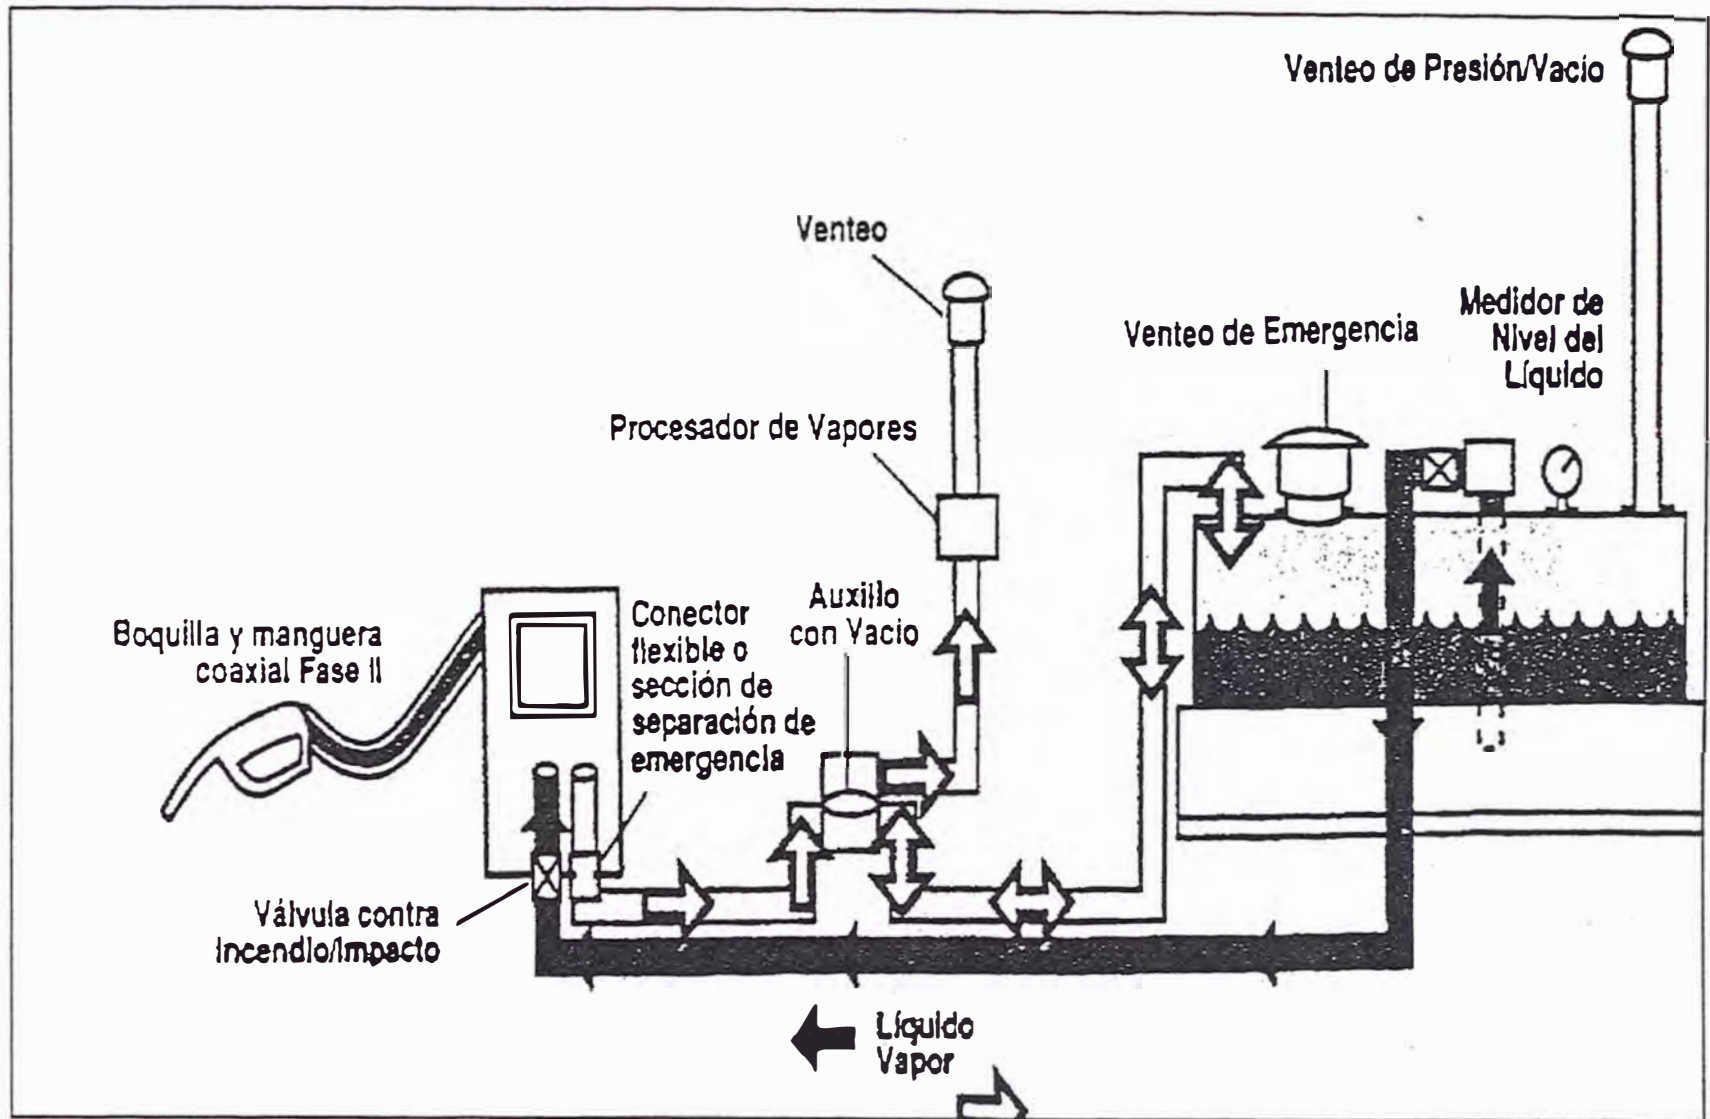 Venteo de Presión/Vacio
Venteo
Medidor de
Nivel del
Líquido
Venteo de Emergencia
Procesador de Vapores
Auxilio
con Vacio
Conector
flexible o
sección de
separación de
emergencia
Boquilla y manguera
coaxial Fase II
Válvula contra
Incendio/Impacto
Líquido
Vapor